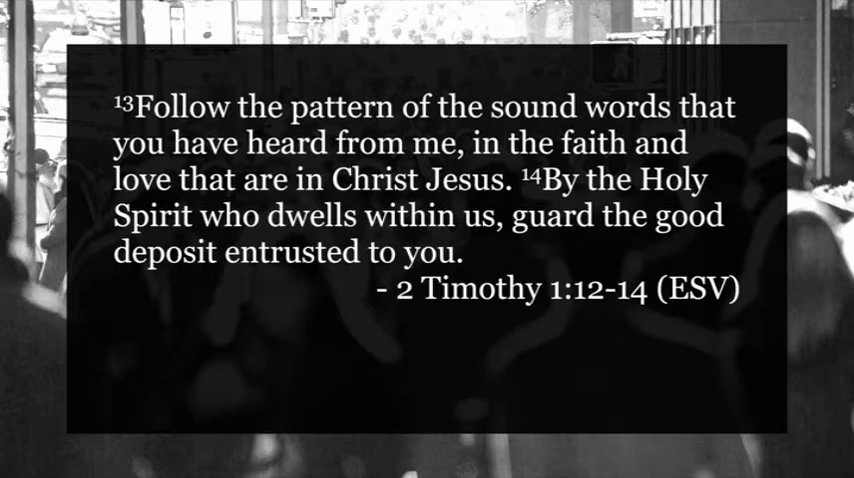 ¹³Follow the pattern of the sound words that
you have heard from me, in the faith and
love that are in Christ Jesus. ¹⁴By the Holy
Spirit who dwells within us, guard the good
deposit entrusted to you.
- 2 Timothy 1:12-14 (ESV)